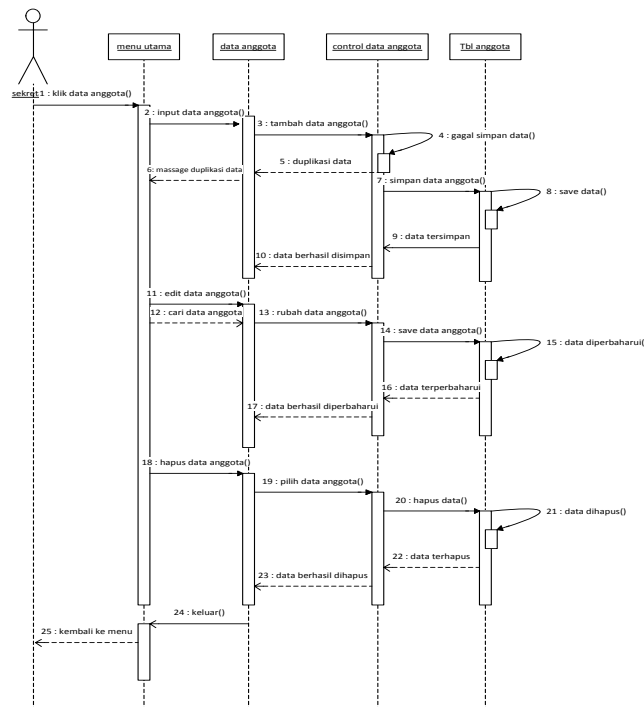 menu utama
data anggota
control data anggota
Tbl anggota
sekret
1 : klik data anggota()
2 : input data anggota()
3 : tambah data anggota()
4 : gagal simpan data()
5 : duplikasi data
6: massage duplikasi data
7 : simpan data anggota()
8 : save data()
9 : data tersimpan
10 : data berhasil disimpan
11 : edit data anggota()
12 : cari data anggota
13 : rubah data anggota()
14 : save data anggota()
15 : data diperbaharui(
16 : data terperbaharui
17 : data berhasil diperbaharui
18 : hapus data anggota()
19 : pilih data anggota()
20 : hapus data()
21 : data dihapus()
22 : data terhapus
23 : data berhasil dihapus
24 : keluar()
25 : kembali ke menu